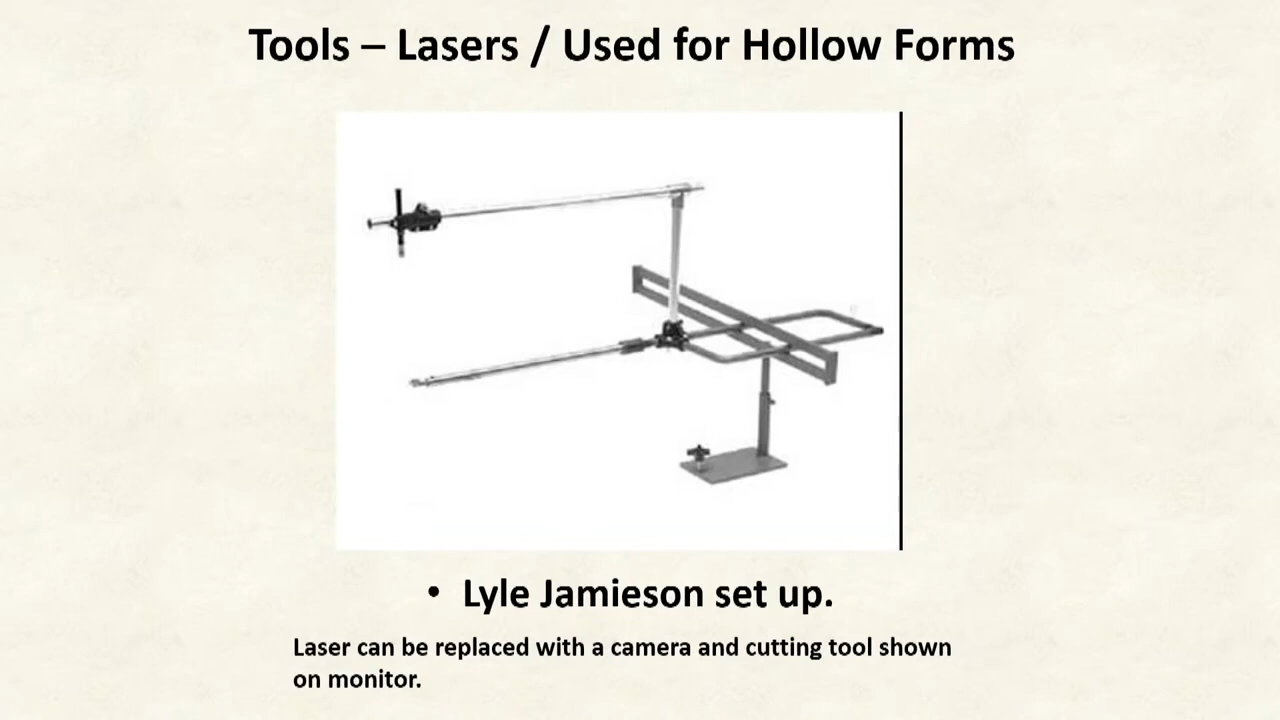 Tools – Lasers / Used for Hollow Forms
• Lyle Jamieson set up.
Laser can be replaced with a camera and cutting tool shown
on monitor.